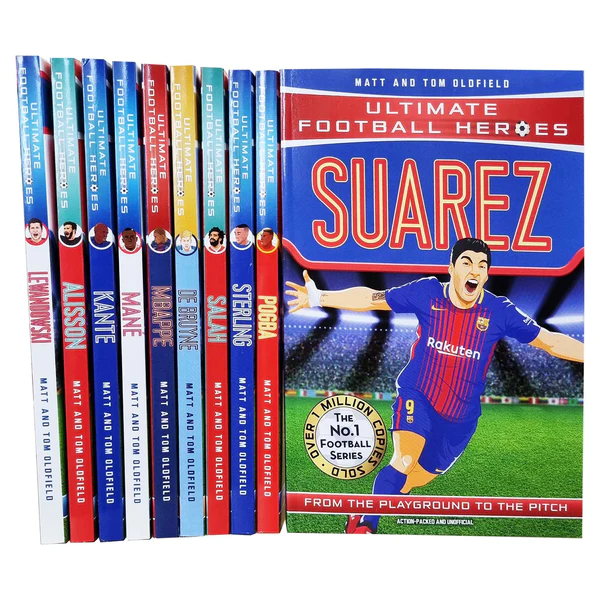 ULTIMATE
FOOTBALL HEROES
LEWANDOWSKI
MATT AND TOM OLDFIELD
ULTIMATE
FOOTBALL HEROES
ALISSON
MATT AND TOM OLDFIELD
ULTIMATE
FOOTBALL HEROES
KANTE
MATT AND TOM OLDFIELD
ULTIMATE
FOOTBALL HEROES
MANÉ
MATT AND TOM OLDFIELD
ULTIMATE
FOOTBALL HEROES
MBAPPE
MATT AND TOM OLDFIELD
ULTIMATE
FOOTBALL HEROES
DE BRUYNE
MATT AND TOM OLDFIELD
ULTIMATE
FOOTBALL HEROES
SALAH
MATT AND TOM OLDFIELD
ULTIMATE
FOOTBALL HEROES
STERLING
MATT AND TOM OLDFIELD
ULTIMATE
FOOTBALL HEROES
POGBA
MATT AND TOM OLDFIELD
MATT AND TOM OLDFIELD
ULTIMATE
FOOTBALL HEROES
SUAREZ
Rakuten
9
OVER 1 MILLION COPIES SOLD
THE
No.1
FOOTBALL
SERIES
FROM THE PLAYGROUND TO THE PITCH
ACTION-PACKED AND UNOFFICIAL